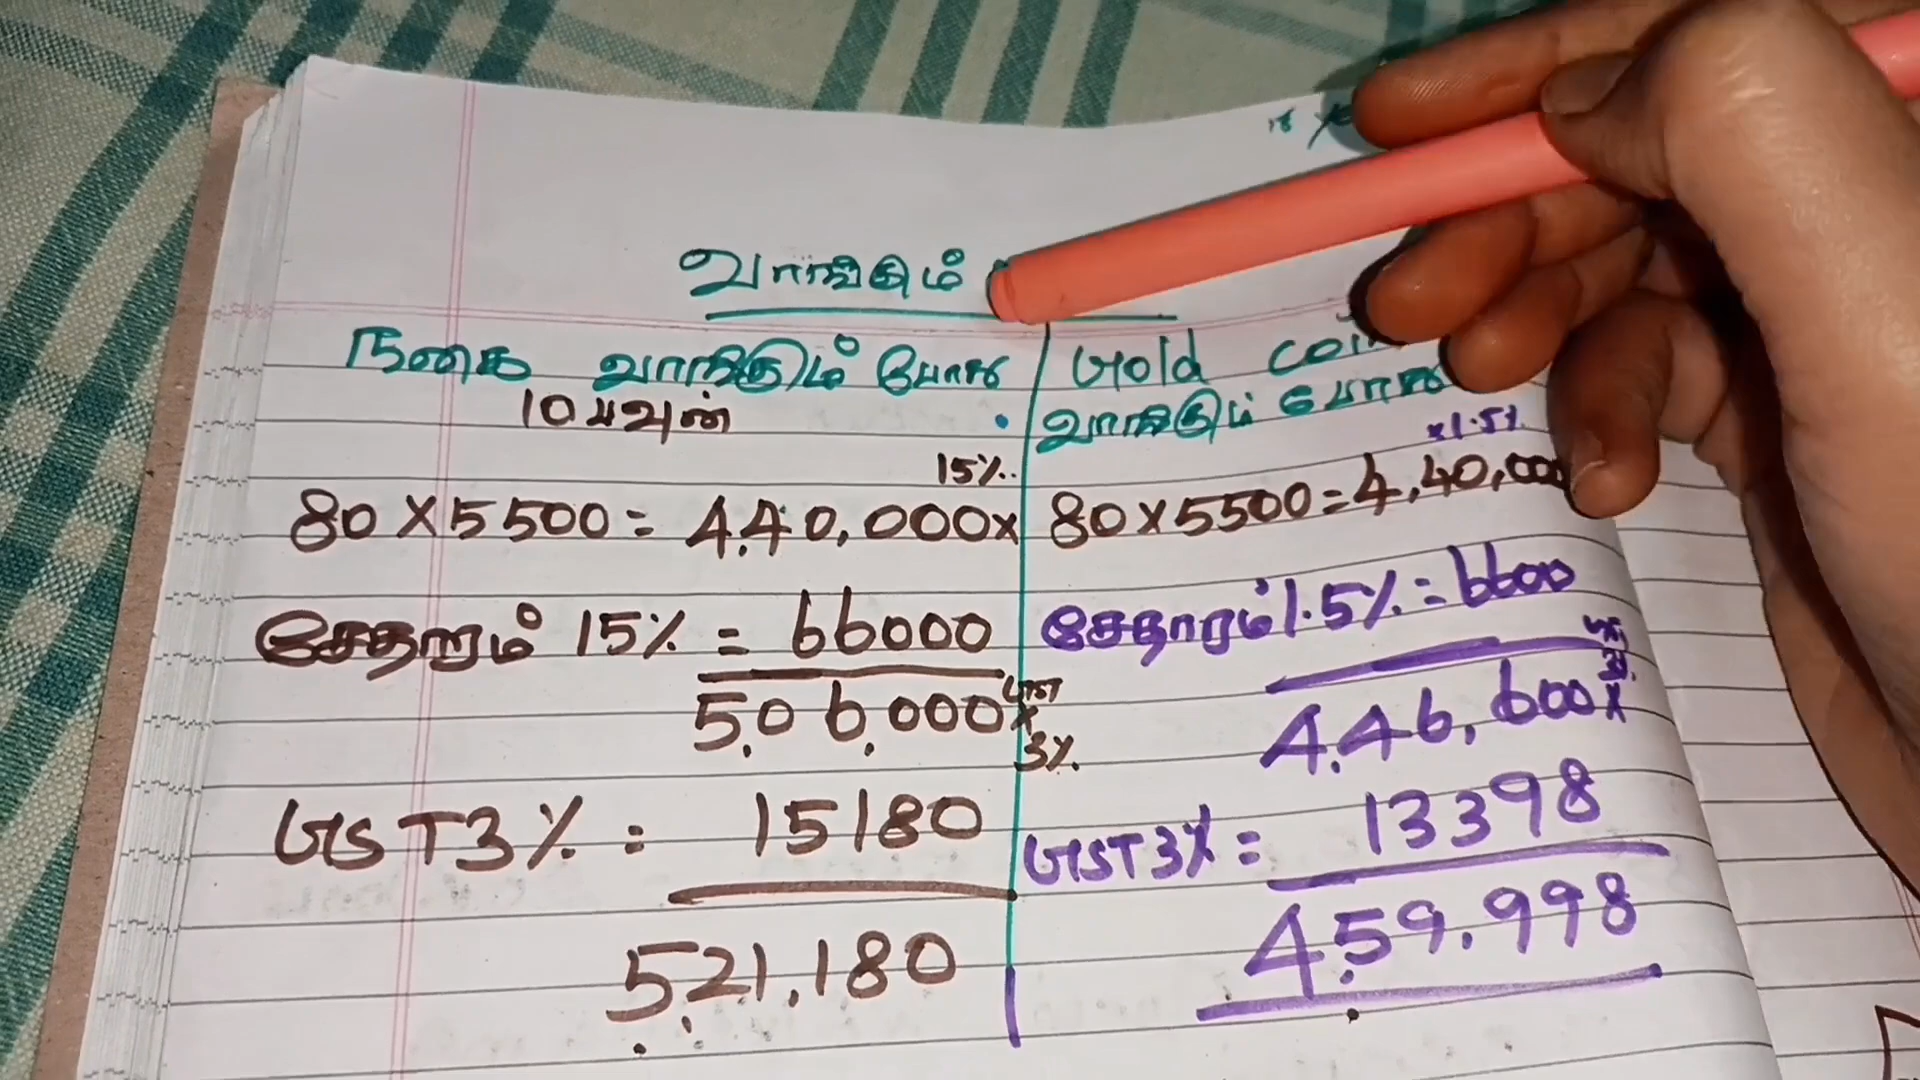 வாங்கும்
நகை வாங்கும் போது
10 பவுன்
15%
80 X 5500 = 4,40,000 x
சேதாரம் 15% = 66000
5,06,000 x
3%
GST 3% = 15180
5,21,180
Gold coin
வாங்கும் போது
x 1.5%
80 x 5500 = 4,40,000
சேதாரம் 1.5% = 6600
4,46,600 x
GST 3% = 13398
4,59,998